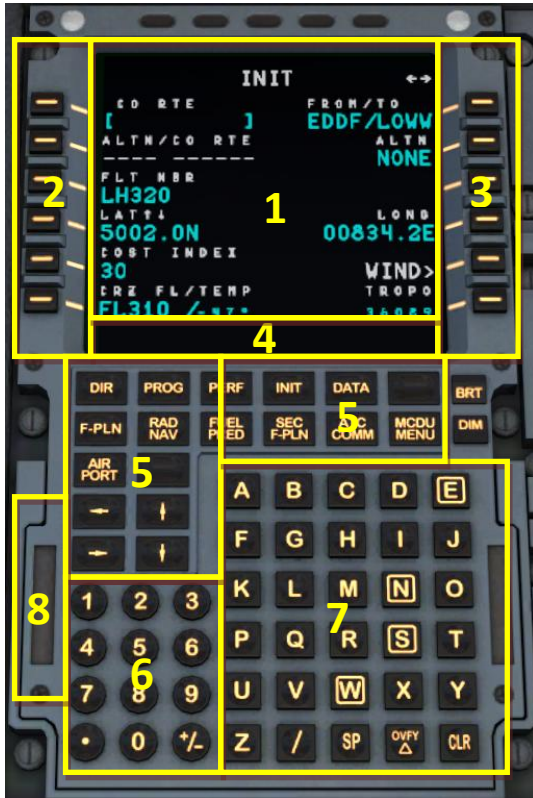 INIT ←→
CO RTE FROM/TO
[ ] EDDF/LOWW
ALTN/CO RTE ALTN
---- ------ NONE
FLT NBR
LH320
1
2
3
LAT↑↓ LONG
5002.0N 00834.2E
COST INDEX
30 WIND>
CRZ FL/TEMP TROPO
FL310 /-47° 36089
4
DIR PROG PERF INIT DATA
BRT
F-PLN RAD NAV FUEL PRED SEC F-PLN ATC COMM MCDU MENU
DIM
5
5
AIR PORT
← ↑
→ ↓
A B C D E
F G H I J
K L M N O
P Q R S T
U V W X Y
Z / SP OVFY △ CLR
7
8
1 2 3
4 5 6
7 8 9
. 0 +/-
6